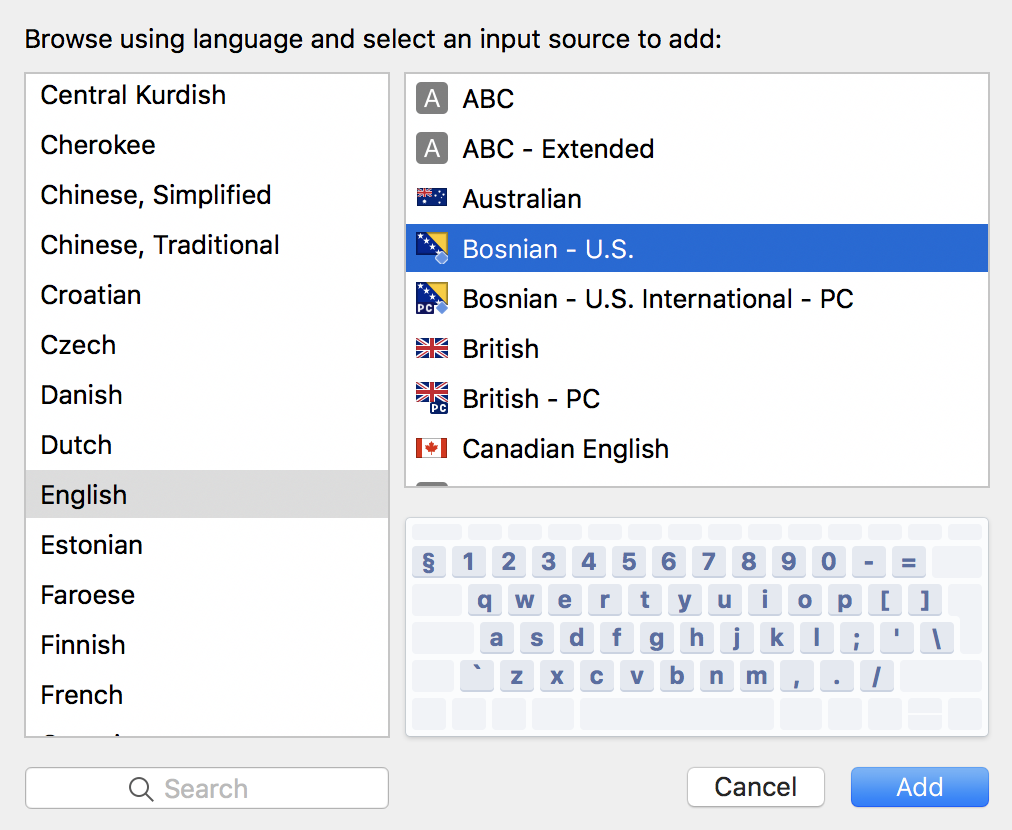 Browse using language and select an input source to add:
Central Kurdish
Cherokee
Chinese, Simplified
Chinese, Traditional
Croatian
Czech
Danish
Dutch
English
Estonian
Faroese
Finnish
French
Search
A ABC
A ABC - Extended
Australian
Bosnian - U.S.
PC Bosnian - U.S. International - PC
British
PC British - PC
Canadian English
§ 1 2 3 4 5 6 7 8 9 0 - =
q w e r t y u i o p [ ]
a s d f g h j k l ; ' \
` z x c v b n m , . /
Cancel
Add